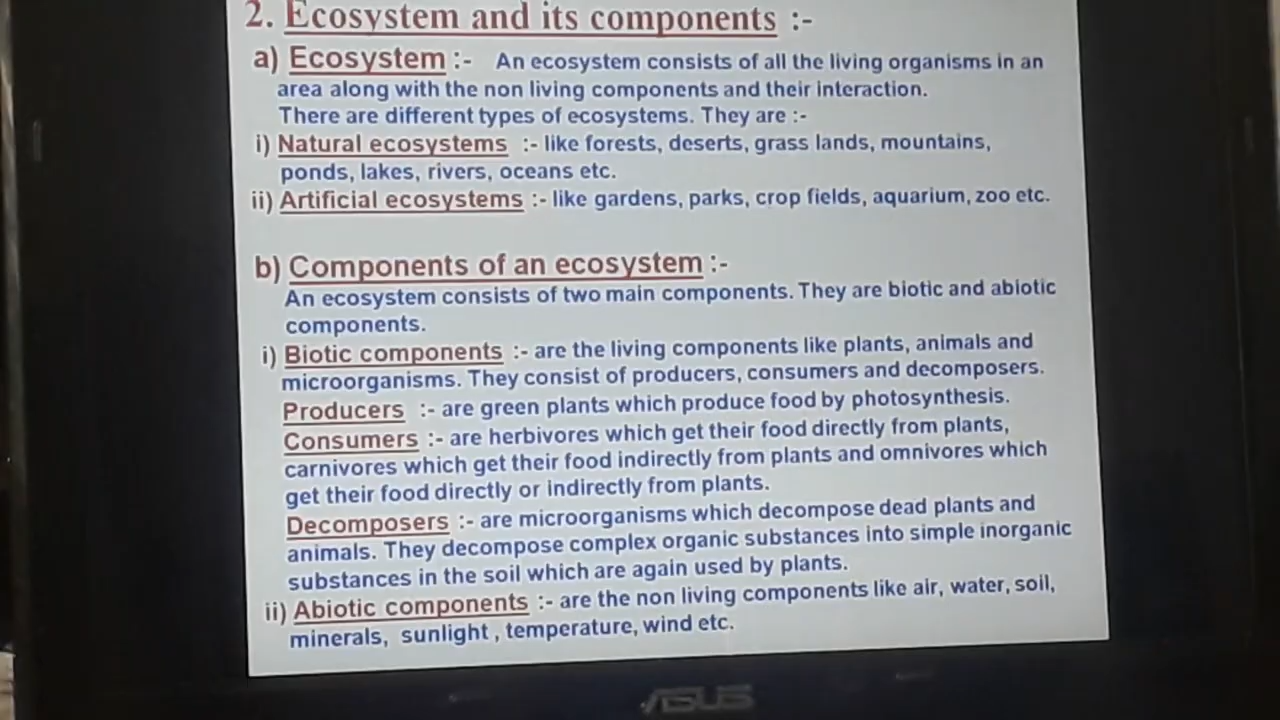 2. Ecosystem and its components :-
a) Ecosystem :- An ecosystem consists of all the living organisms in an
area along with the non living components and their interaction.
There are different types of ecosystems. They are :-
i) Natural ecosystems :- like forests, deserts, grass lands, mountains,
ponds, lakes, rivers, oceans etc.
ii) Artificial ecosystems :- like gardens, parks, crop fields, aquarium, zoo etc.
b) Components of an ecosystem :-
An ecosystem consists of two main components. They are biotic and abiotic
components.
i) Biotic components :- are the living components like plants, animals and
microorganisms. They consist of producers, consumers and decomposers.
Producers :- are green plants which produce food by photosynthesis.
Consumers :- are herbivores which get their food directly from plants,
carnivores which get their food indirectly from plants and omnivores which
get their food directly or indirectly from plants.
Decomposers :- are microorganisms which decompose dead plants and
animals. They decompose complex organic substances into simple inorganic
substances in the soil which are again used by plants.
ii) Abiotic components :- are the non living components like air, water, soil,
minerals, sunlight , temperature, wind etc.
ASUS